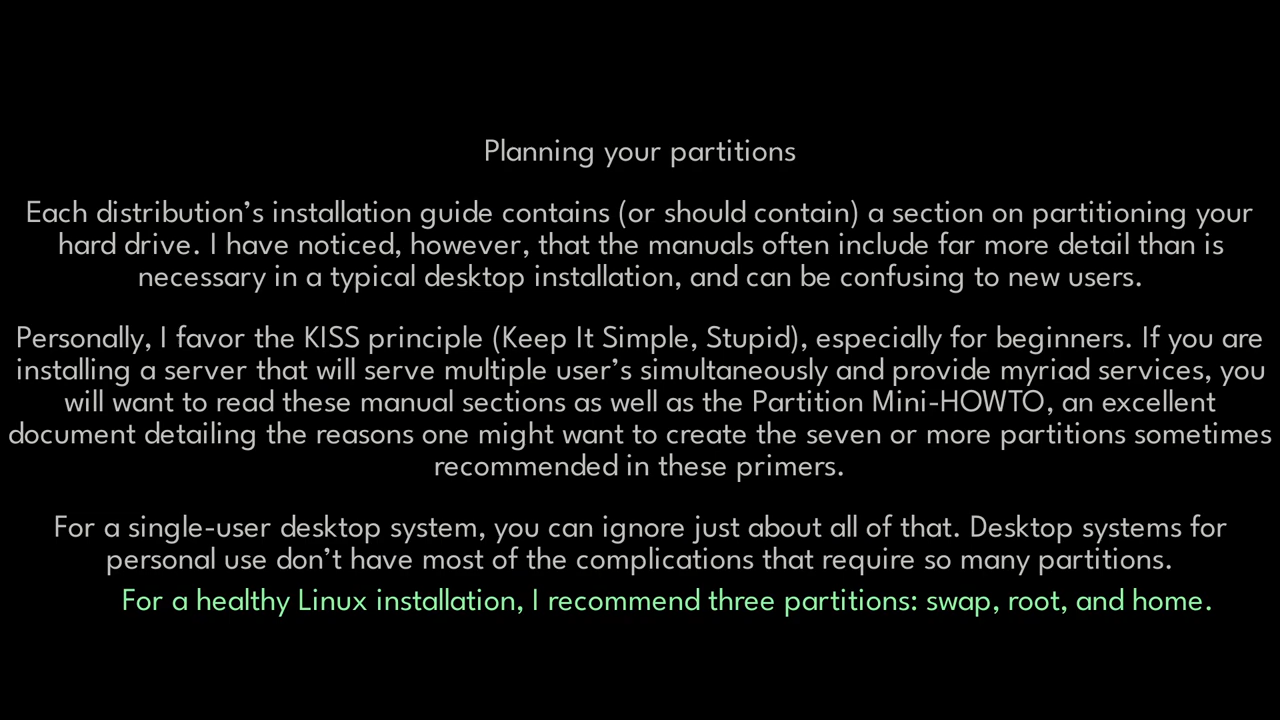 Planning your partitions
Each distribution’s installation guide contains (or should contain) a section on partitioning your
hard drive. I have noticed, however, that the manuals often include far more detail than is
necessary in a typical desktop installation, and can be confusing to new users.
Personally, I favor the KISS principle (Keep It Simple, Stupid), especially for beginners. If you are
installing a server that will serve multiple user’s simultaneously and provide myriad services, you
will want to read these manual sections as well as the Partition Mini-HOWTO, an excellent
document detailing the reasons one might want to create the seven or more partitions sometimes
recommended in these primers.
For a single-user desktop system, you can ignore just about all of that. Desktop systems for
personal use don’t have most of the complications that require so many partitions.
For a healthy Linux installation, I recommend three partitions: swap, root, and home.